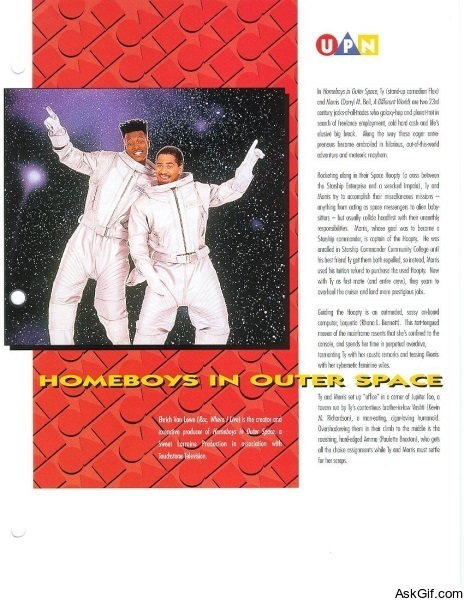 UPN
In Homeboys in Outer Space, Ty (stand-up comedian Flex)
and Morris (Darryl M. Bell, A Different World) are two 23rd
century jacks-of-all-trades who galaxy-hop and planet-trot in
search of freelance employment, cold hard cash and life's
elusive big break. Along the way these eager entre-
preneurs become embroiled in hilarious, out-of-this-world
adventure and meteoric mayhem.
Rocketing along in their Space Hoopty (a cross between
the Starship Enterprise and a wrecked Impala), Ty and
Morris try to accomplish their miscellaneous missions —
anything from acting as space messengers to alien baby-
sitters — but usually collide headfirst with their unearthly
responsibilities. Morris, whose goal was to become a
Starship commander, is captain of the Hoopty. He was
enrolled in Starship Commander Community College until
his best friend Ty got them both expelled, so instead, Morris
used his tuition refund to purchase the used Hoopty. Now
with Ty as first mate (and entire crew), they yearn to
overhaul the cruiser and land more prestigious jobs.
Guiding the Hoopty is an outmoded, sassy on-board
computer, Loquatia (Rhona L. Bennett). This tart-tongued
maven of the mainframe resents that she's confined to the
console, and spends her time in perpetual overdrive,
tormenting Ty with her caustic remarks and teasing Morris
with her cybernetic feminine wiles.
HOMEBOYS IN OUTER SPACE
Ty and Morris set up "office" in a corner of Jupiter Too, a
tavern run by Ty's contentious brother-in-law Vashti (Kevin
M. Richardson), a man-eating, cigar-loving humanoid.
Overshadowing them in their climb to the middle is the
ravishing, hard-edged Amma (Paulette Braxton), who gets
all the choice assignments while Ty and Morris must settle
for her scraps.
Ehrich Van Lowe (Roc, Where I Live) is the creator and
executive producer of Homeboys in Outer Space, a
Sweet Lorraine Production in association with
Touchstone Television.
AskGif.com